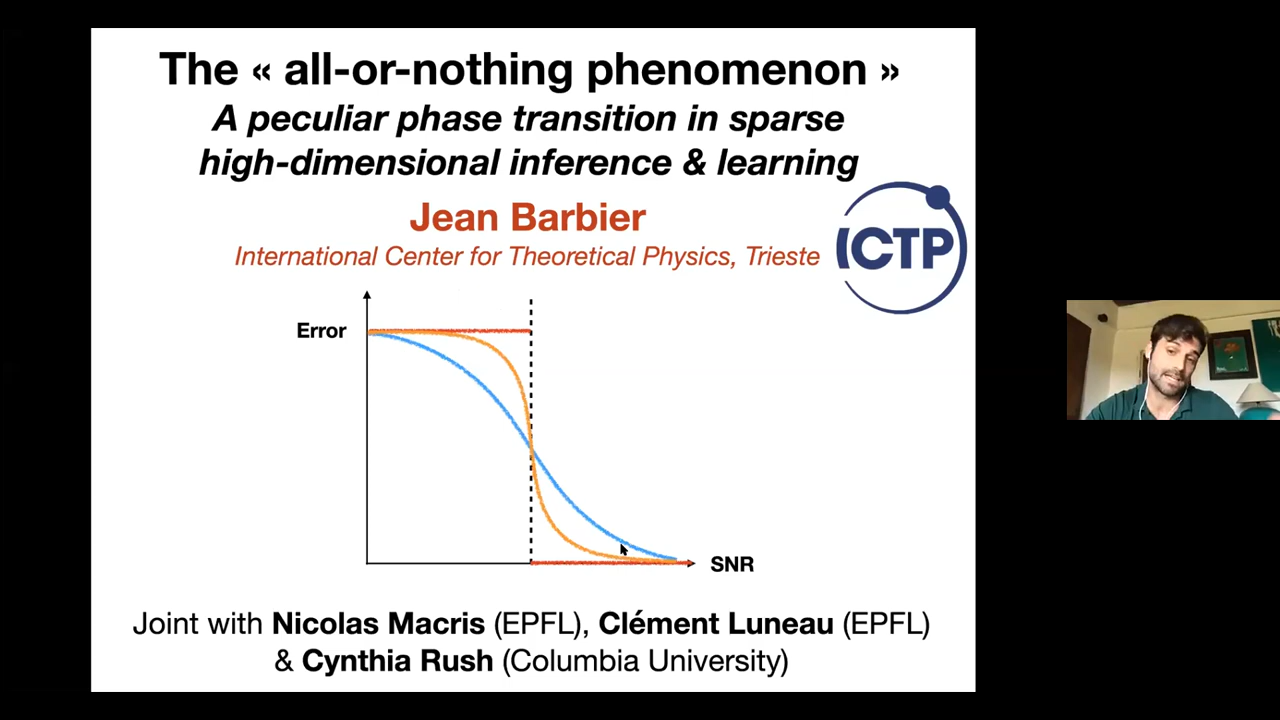 The « all-or-nothing phenomenon »
A peculiar phase transition in sparse
high-dimensional inference & learning
Jean Barbier
International Center for Theoretical Physics, Trieste
ICTP
Error
SNR
Joint with Nicolas Macris (EPFL), Clément Luneau (EPFL)
& Cynthia Rush (Columbia University)